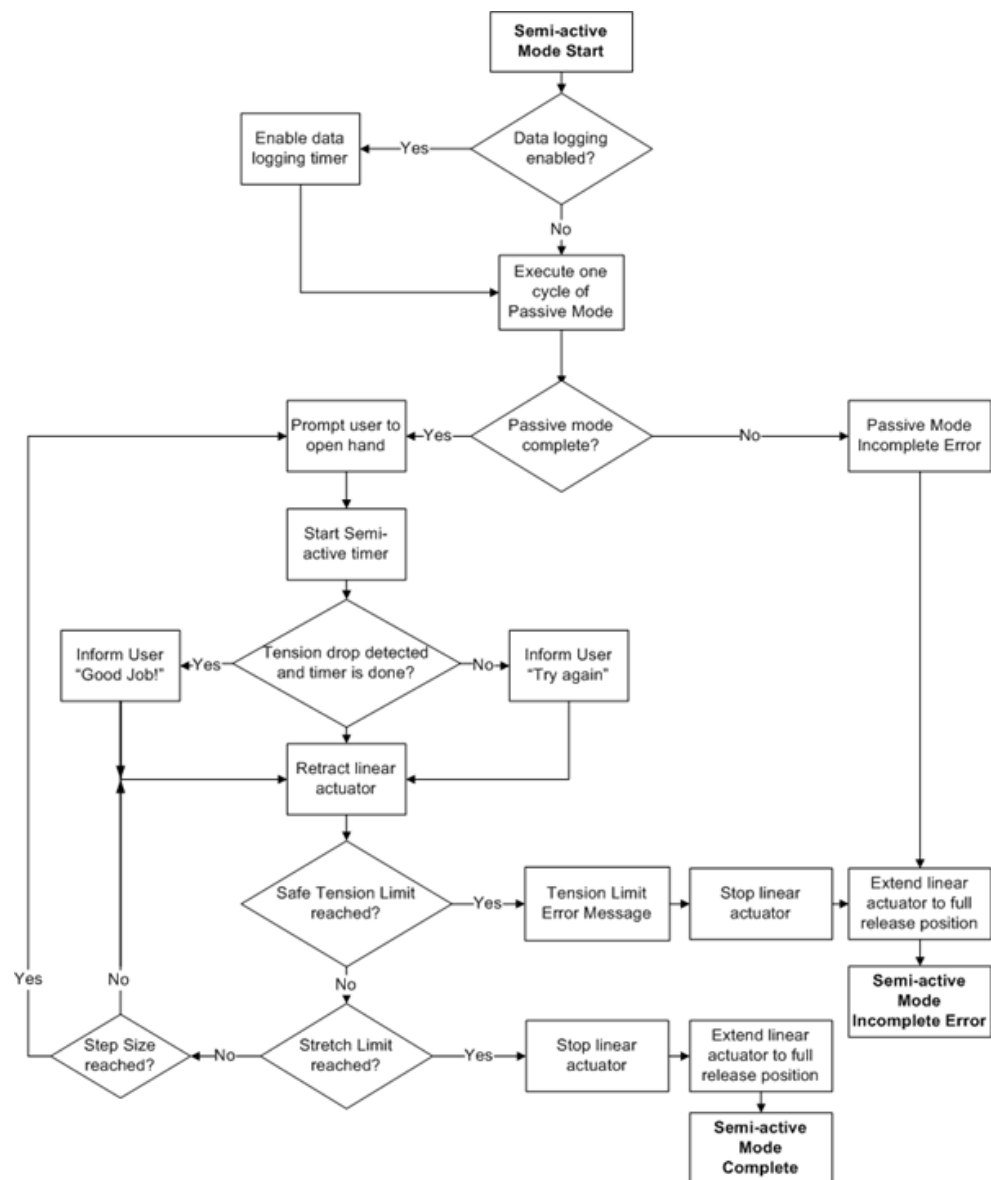 Semi-active
Mode Start
Data logging
enabled?
Yes
Enable data
logging timer
No
Execute one
cycle of
Passive Mode
Passive mode
complete?
Yes
No
Prompt user to
open hand
Passive Mode
Incomplete Error
Start Semi-
active timer
Tension drop detected
and timer is done?
Yes
No
Inform User
“Good Job!”
Inform User
“Try again”
Retract linear
actuator
Safe Tension Limit
reached?
Yes
Tension Limit
Error Message
Stop linear
actuator
Extend linear
actuator to full
release position
Semi-active
Mode
Incomplete Error
No
Stretch Limit
reached?
No
Step Size
reached?
Yes
No
Yes
Stop linear
actuator
Extend linear
actuator to full
release position
Semi-active
Mode
Complete